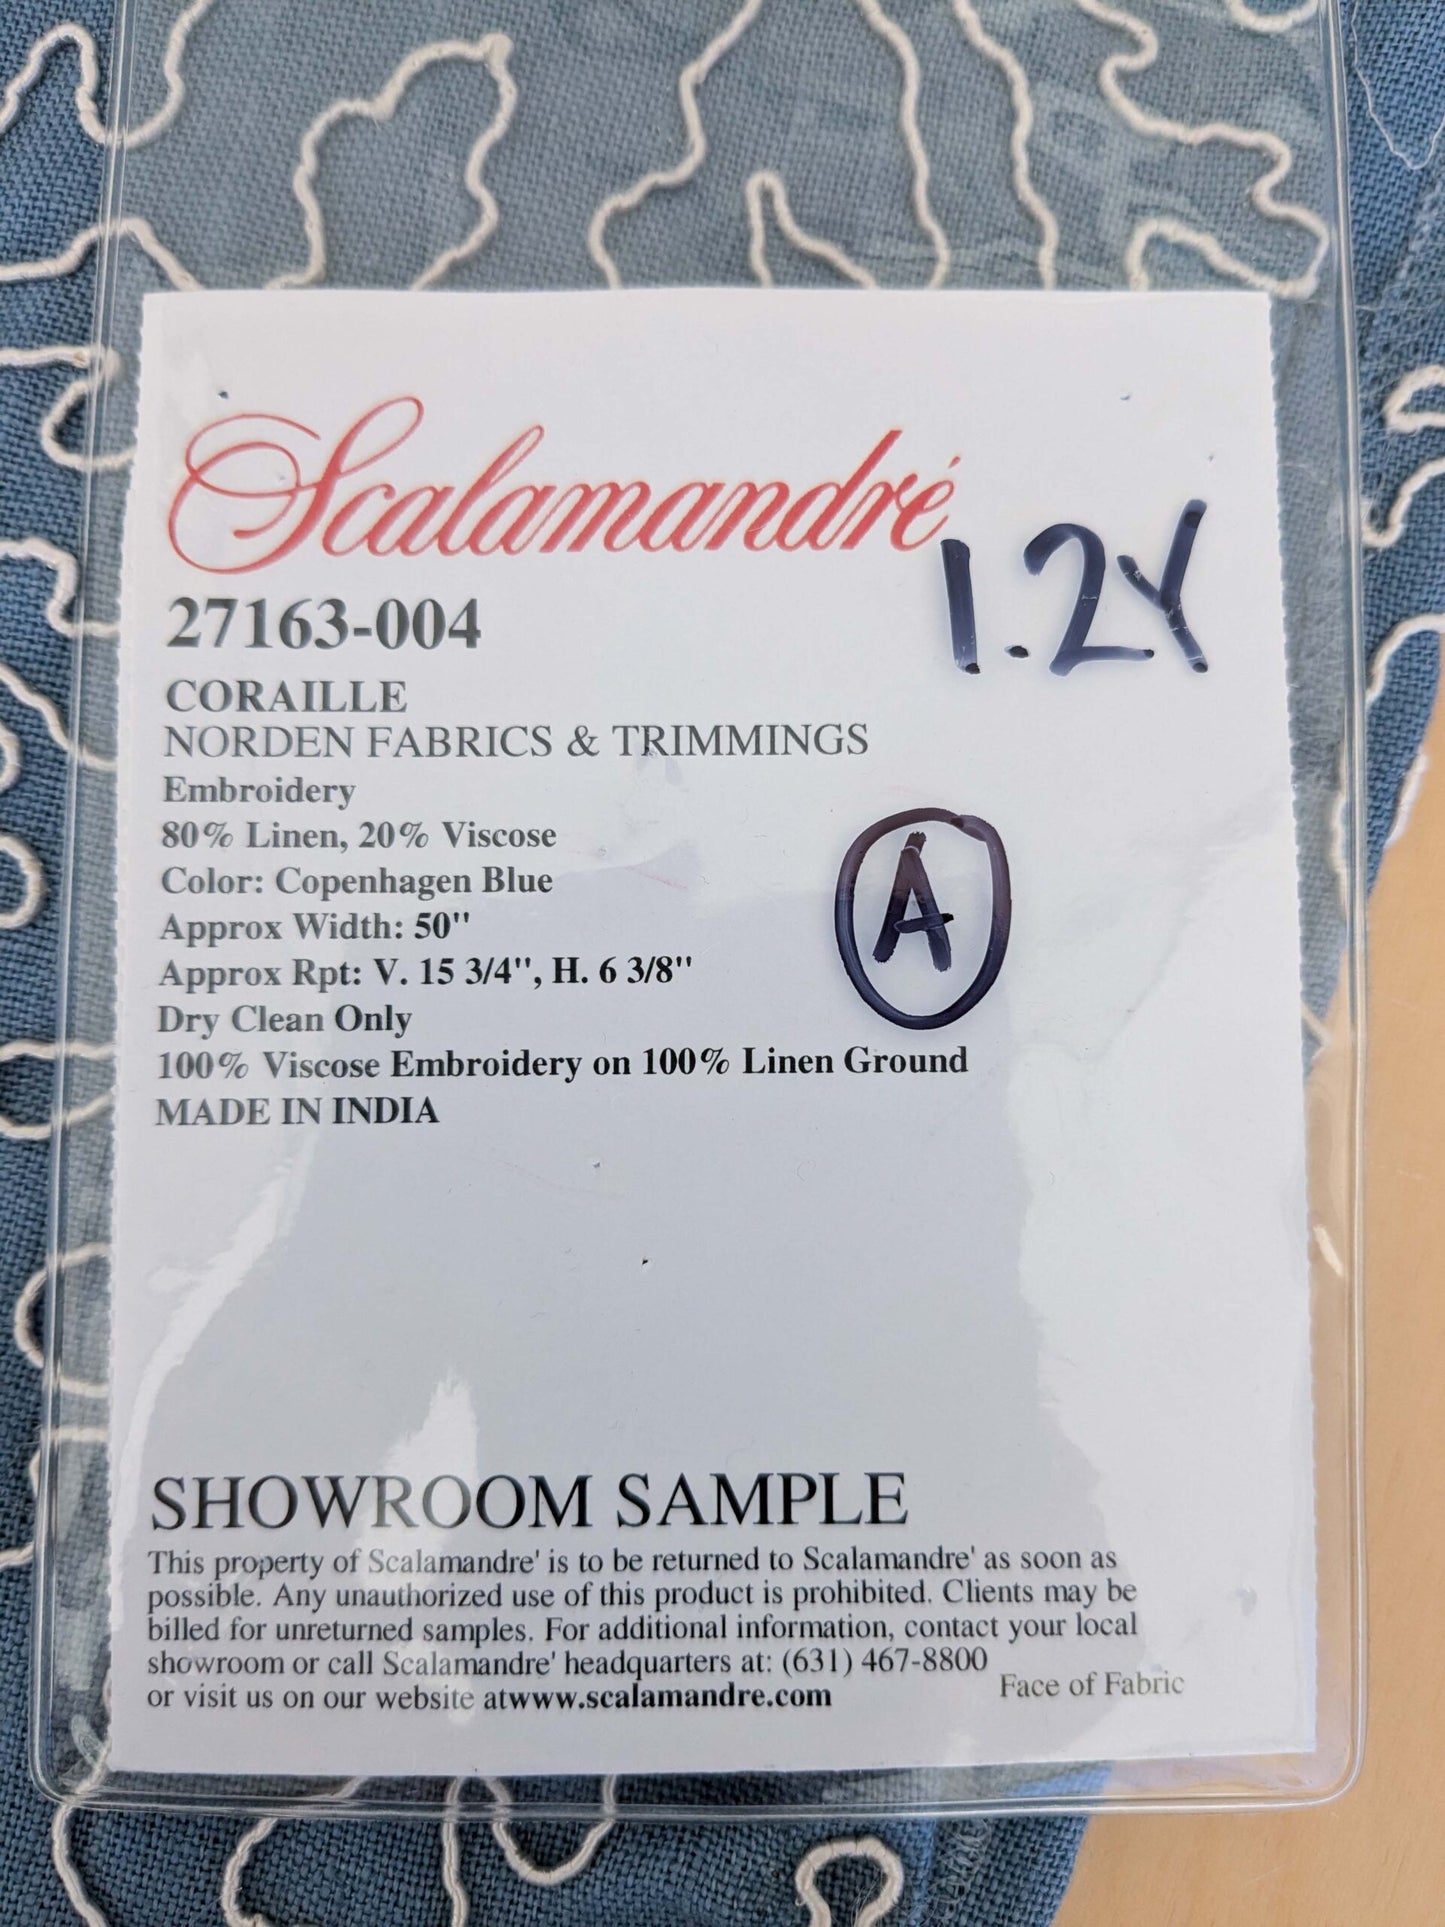 Scalamandré
1.2Y
27163-004
CORAILLE
NORDEN FABRICS & TRIMMINGS
Embroidery
80% Linen, 20% Viscose
Color: Copenhagen Blue
A
Approx Width: 50"
Approx Rpt: V. 15 3/4", H. 6 3/8"
Dry Clean Only
100% Viscose Embroidery on 100% Linen Ground
MADE IN INDIA
SHOWROOM SAMPLE
This property of Scalamandre' is to be returned to Scalamandre' as soon as
possible. Any unauthorized use of this product is prohibited. Clients may be
billed for unreturned samples. For additional information, contact your local
showroom or call Scalamandre' headquarters at: (631) 467-8800
or visit us on our website atwww.scalamandre.com
Face of Fabric